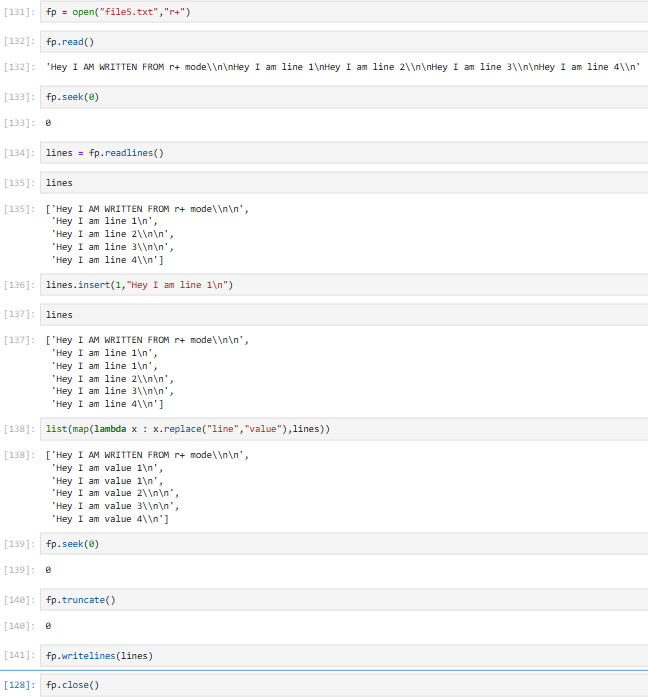 [131]: fp = open("file5.txt","r+")
[132]: fp.read()
[132]: 'Hey I AM WRITTEN FROM r+ mode\\n\nHey I am line 1\nHey I am line 2\\n\nHey I am line 3\\n\nHey I am line 4\\n'
[133]: fp.seek(0)
[133]: 0
[134]: lines = fp.readlines()
[135]: lines
[135]: ['Hey I AM WRITTEN FROM r+ mode\\n\n',
'Hey I am line 1\n',
'Hey I am line 2\\n\n',
'Hey I am line 3\\n\n',
'Hey I am line 4\\n']
[136]: lines.insert(1,"Hey I am line 1\n")
[137]: lines
[137]: ['Hey I AM WRITTEN FROM r+ mode\\n\n',
'Hey I am line 1\n',
'Hey I am line 1\n',
'Hey I am line 2\\n\n',
'Hey I am line 3\\n\n',
'Hey I am line 4\\n']
[138]: list(map(lambda x : x.replace("line","value"),lines))
[138]: ['Hey I AM WRITTEN FROM r+ mode\\n\n',
'Hey I am value 1\n',
'Hey I am value 1\n',
'Hey I am value 2\\n\n',
'Hey I am value 3\\n\n',
'Hey I am value 4\\n']
[139]: fp.seek(0)
[139]: 0
[140]: fp.truncate()
[140]: 0
[141]: fp.writelines(lines)
[128]: fp.close()